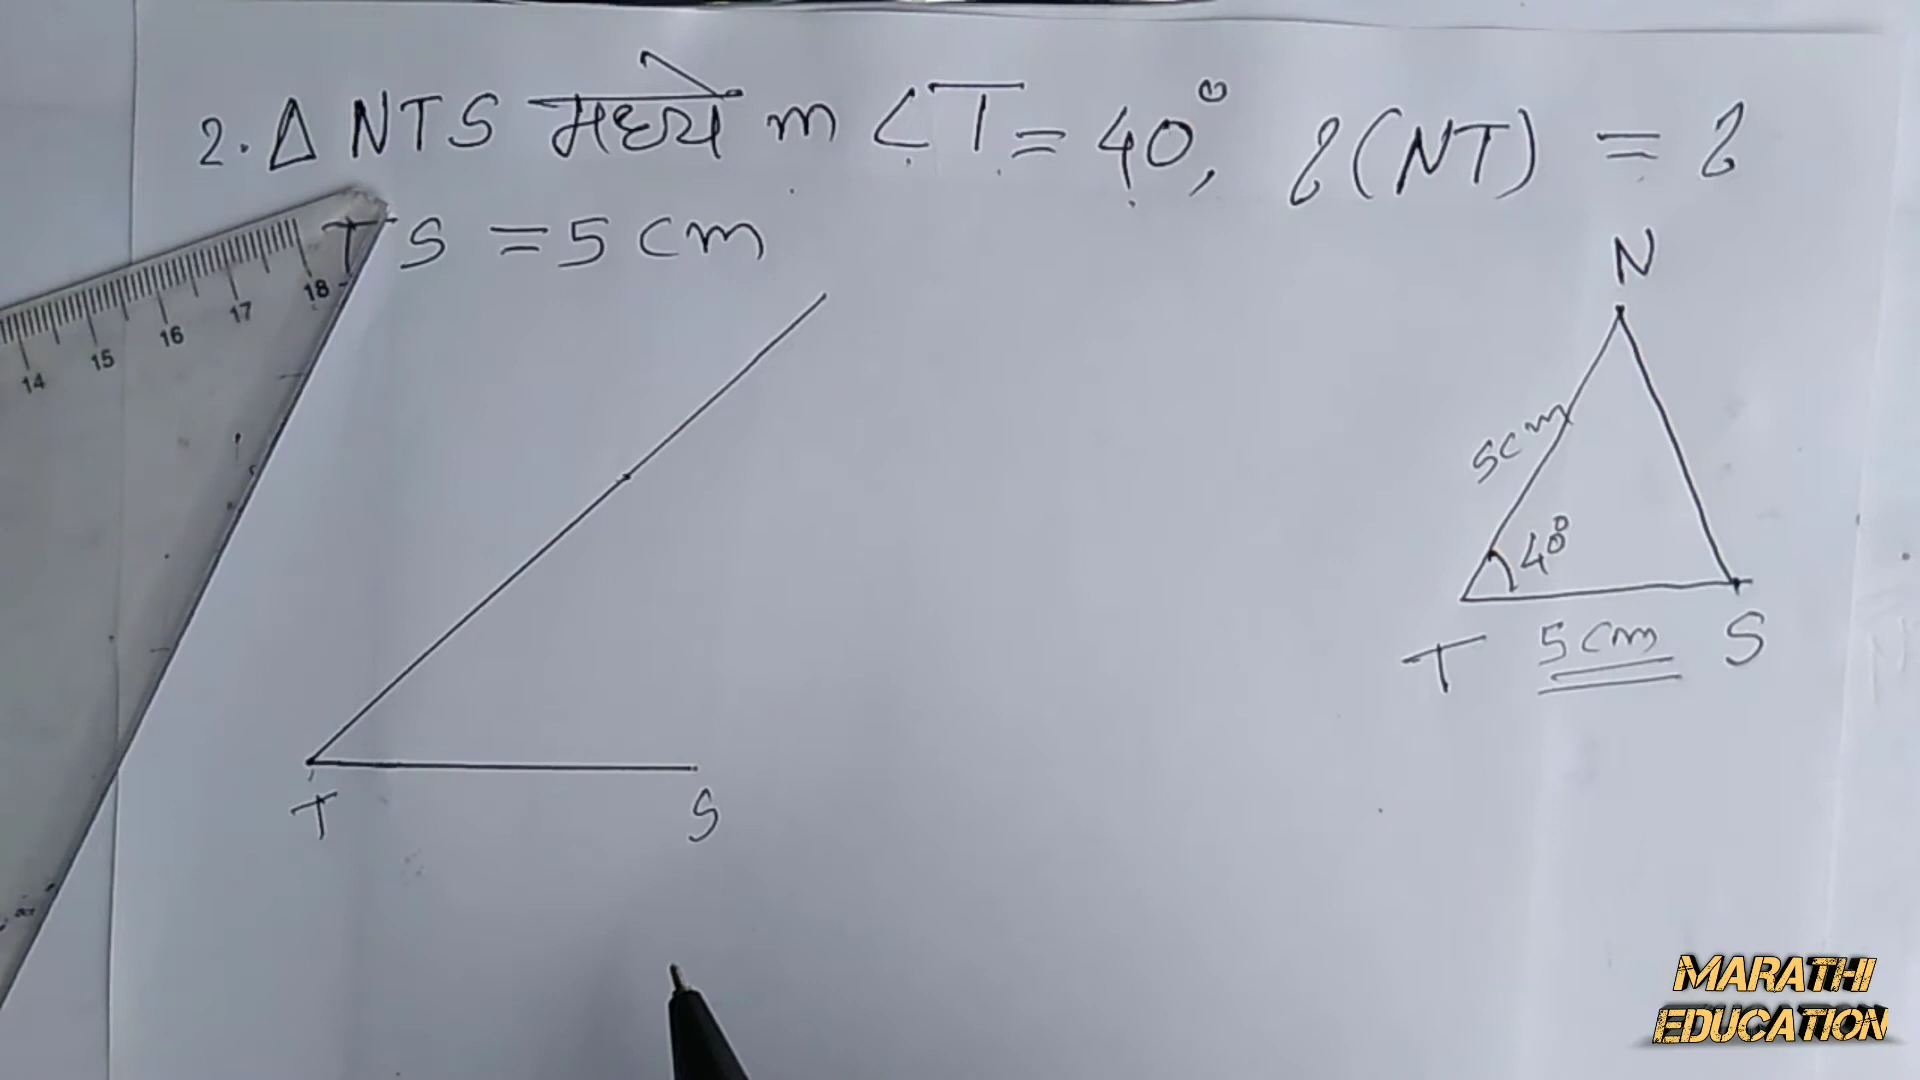 2. Δ NTS मध्ये m ∠T = 40°, l(NT) = l
TS = 5 cm
14 15 16 17 18
N
5cm
40°
T 5cm S
T S
MARATHI
EDUCATION